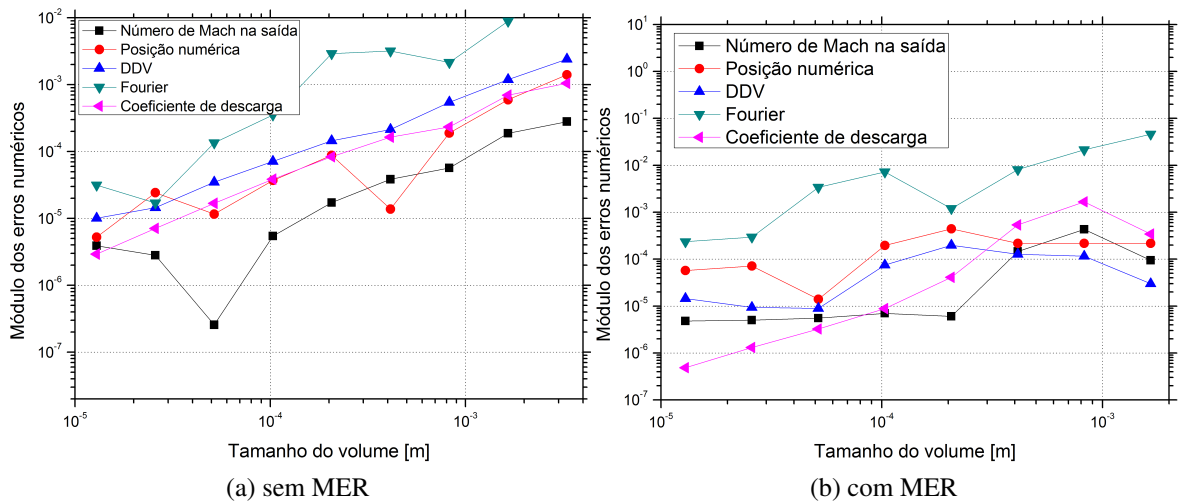 10⁻²
10⁻³
10⁻⁴
10⁻⁵
10⁻⁶
10⁻⁷
Módulo dos erros numéricos
Número de Mach na saída
Posição numérica
DDV
Fourier
Coeficiente de descarga
10⁻⁵
10⁻⁴
10⁻³
Tamanho do volume [m]
(a) sem MER
10¹
10⁰
10⁻¹
10⁻²
10⁻³
10⁻⁴
10⁻⁵
10⁻⁶
10⁻⁷
Módulo dos erros numéricos
Número de Mach na saída
Posição numérica
DDV
Fourier
Coeficiente de descarga
10⁻⁵
10⁻⁴
10⁻³
Tamanho do volume [m]
(b) com MER